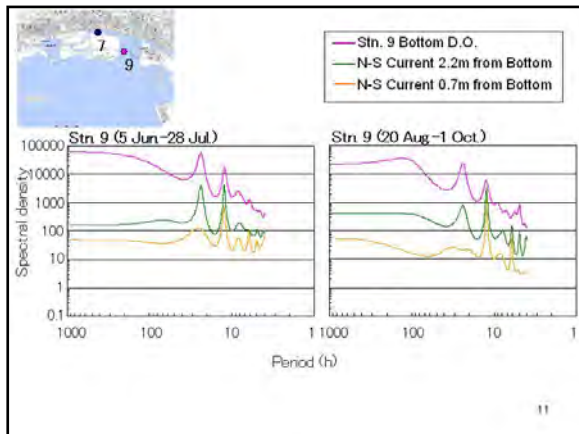 7
9
Stn. 9 Bottom D.O.
N-S Current 2.2m from Bottom
N-S Current 0.7m from Bottom
Stn. 9 (5 Jun.-28 Jul.)
Stn. 9 (20 Aug-1 Oct.)
Spectral density
100000
10000
1000
100
10
1
0.1
1000 100 10 1
1000 100 10 1
Period (h)
11